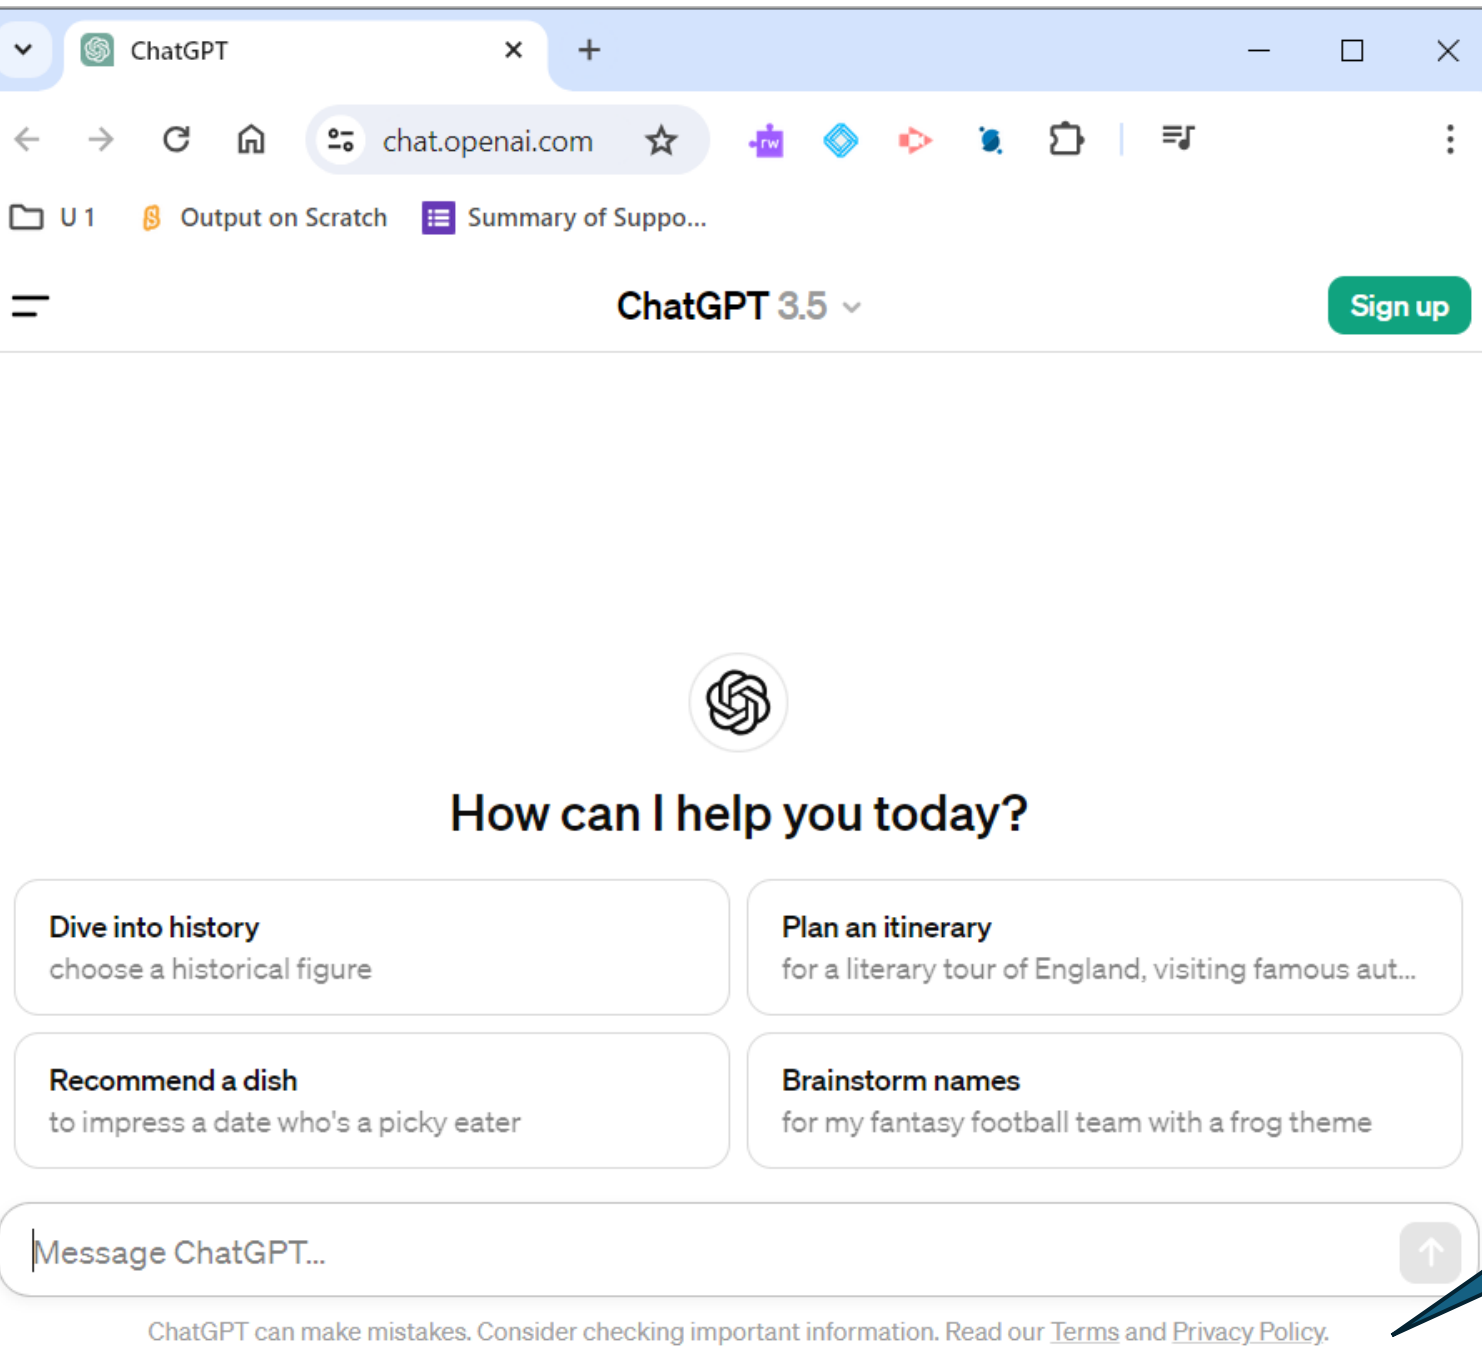 ChatGPT
chat.openai.com
rw
U 1 Output on Scratch Summary of Suppo...
ChatGPT 3.5
Sign up
How can I help you today?
Dive into history
choose a historical figure
Plan an itinerary
for a literary tour of England, visiting famous aut...
Recommend a dish
to impress a date who's a picky eater
Brainstorm names
for my fantasy football team with a frog theme
Message ChatGPT...
ChatGPT can make mistakes. Consider checking important information. Read our Terms and Privacy Policy.